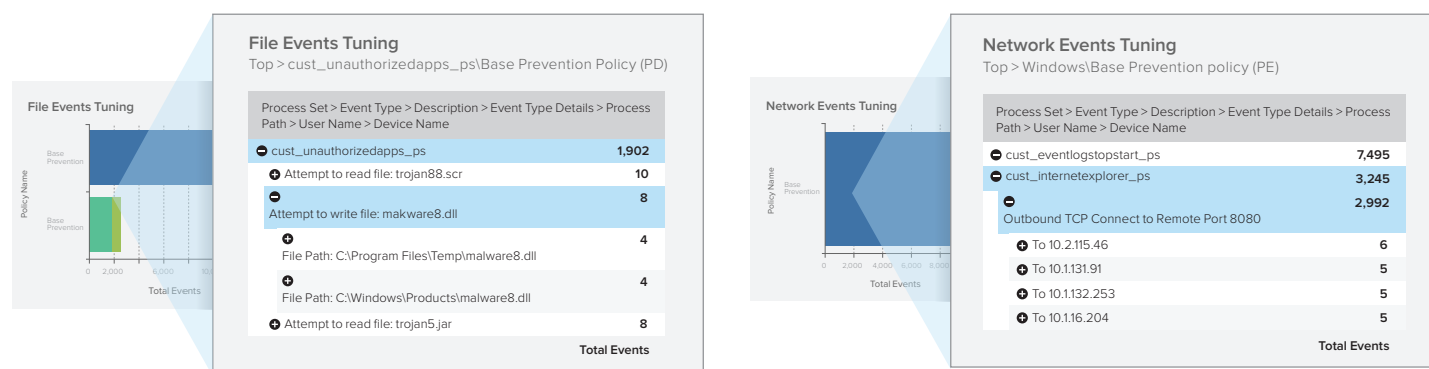 File Events Tuning
Policy Name
Base
Prevention
Base
Prevention
0 2,000 6,000 10,0
Total Events
File Events Tuning
Top > cust_unauthorizedapps_ps\Base Prevention Policy (PD)
Process Set > Event Type > Description > Event Type Details > Process
Path > User Name > Device Name
cust_unauthorizedapps_ps 1,902
Attempt to read file: trojan88.scr 10
8
Attempt to write file: makware8.dll
4
File Path: C:\Program Files\Temp\malware8.dll
4
File Path: C:\Windows\Products\malware8.dll
Attempt to read file: trojan5.jar 8
Total Events
Network Events Tuning
Policy Name
Base
Prevention
0 2,000 4,000 6,000 8,000
Total Events
Network Events Tuning
Top > Windows\Base Prevention policy (PE)
Process Set > Event Type > Description > Event Type Details > Process
Path > User Name > Device Name
cust_eventlogstopstart_ps 7,495
cust_internetexplorer_ps 3,245
2,992
Outbound TCP Connect to Remote Port 8080
To 10.2.115.46 6
To 10.1.131.91 5
To 10.1.132.253 5
To 10.1.16.204 5
Total Events